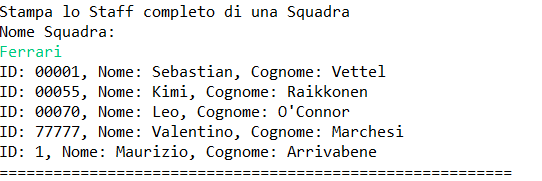 Stampa lo Staff completo di una Squadra
Nome Squadra:
Ferrari
ID: 00001, Nome: Sebastian, Cognome: Vettel
ID: 00055, Nome: Kimi, Cognome: Raikkonen
ID: 00070, Nome: Leo, Cognome: O'Connor
ID: 77777, Nome: Valentino, Cognome: Marchesi
ID: 1, Nome: Maurizio, Cognome: Arrivabene
=========================================================